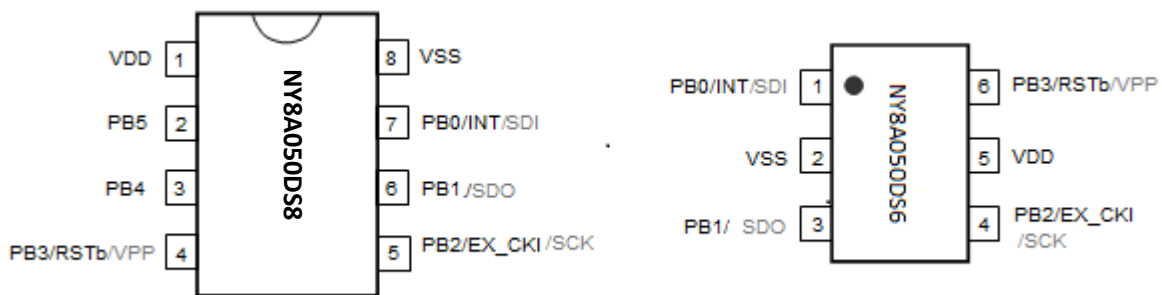 VDD 1
PB5 2
PB4 3
PB3/RSTb/VPP 4
NY8A050DS8
8 VSS
7 PB0/INT/SDI
6 PB1/SDO
5 PB2/EX_CKI/SCK
PB0/INT/SDI 1
VSS 2
PB1/ SDO 3
NY8A050DS6
6 PB3/RSTb/VPP
5 VDD
4 PB2/EX_CKI
/SCK